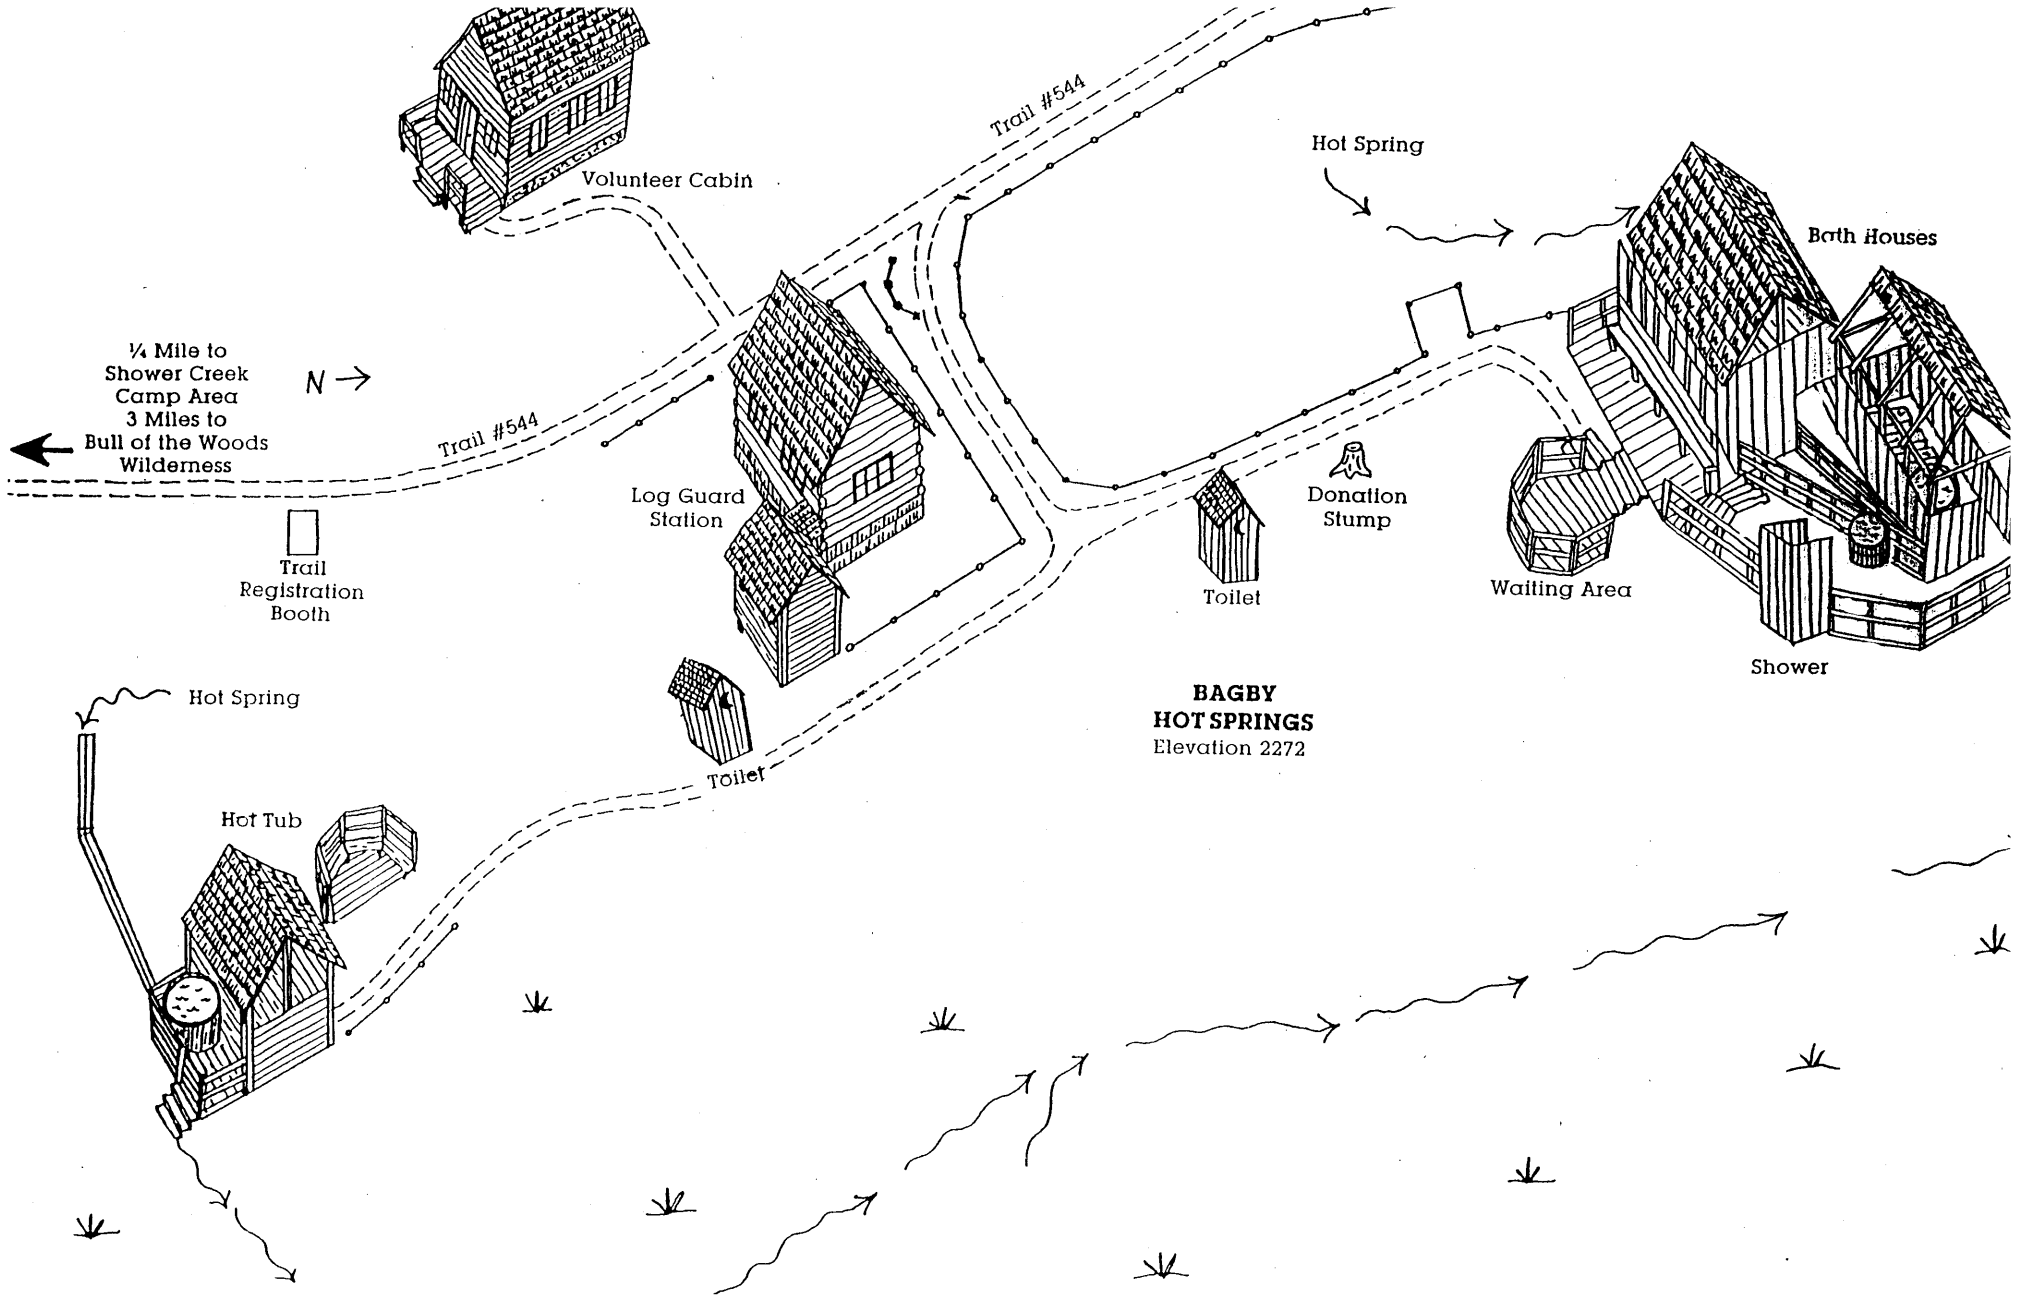 Trail #544
Hot Spring
Volunteer Cabin
Bath Houses
¼ Mile to
Shower Creek
Camp Area
3 Miles to
Bull of the Woods
Wilderness
N
Trail #544
Log Guard
Station
Donation
Stump
Trail
Registration
Booth
Toilet
Waiting Area
Shower
Hot Spring
BAGBY
HOT SPRINGS
Elevation 2272
Toilet
Hot Tub